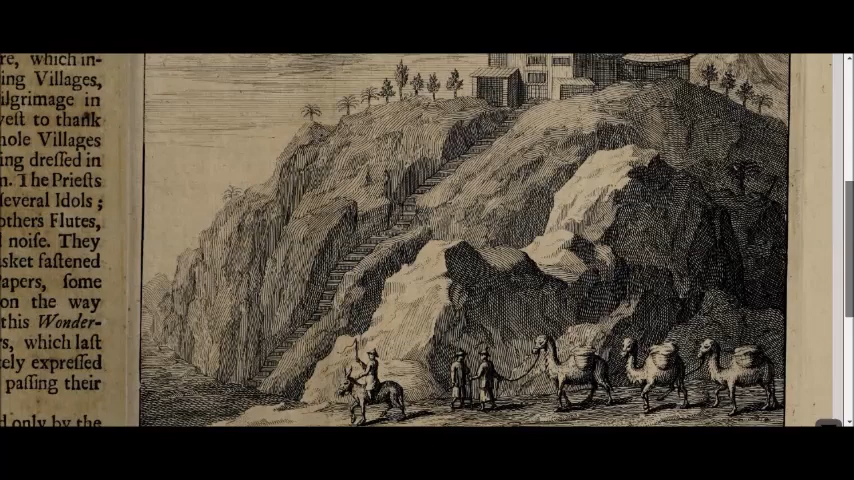 re, which in-
ing Villages,
ilgrimage in
vest to thank
hole Villages
ing dressed in
n. The Priests
several Idols ;
others Flutes,
noise. They
sket fastened
apers, some
on the way
this Wonder-
rs, which last
tely expressed
passing their
d only by the